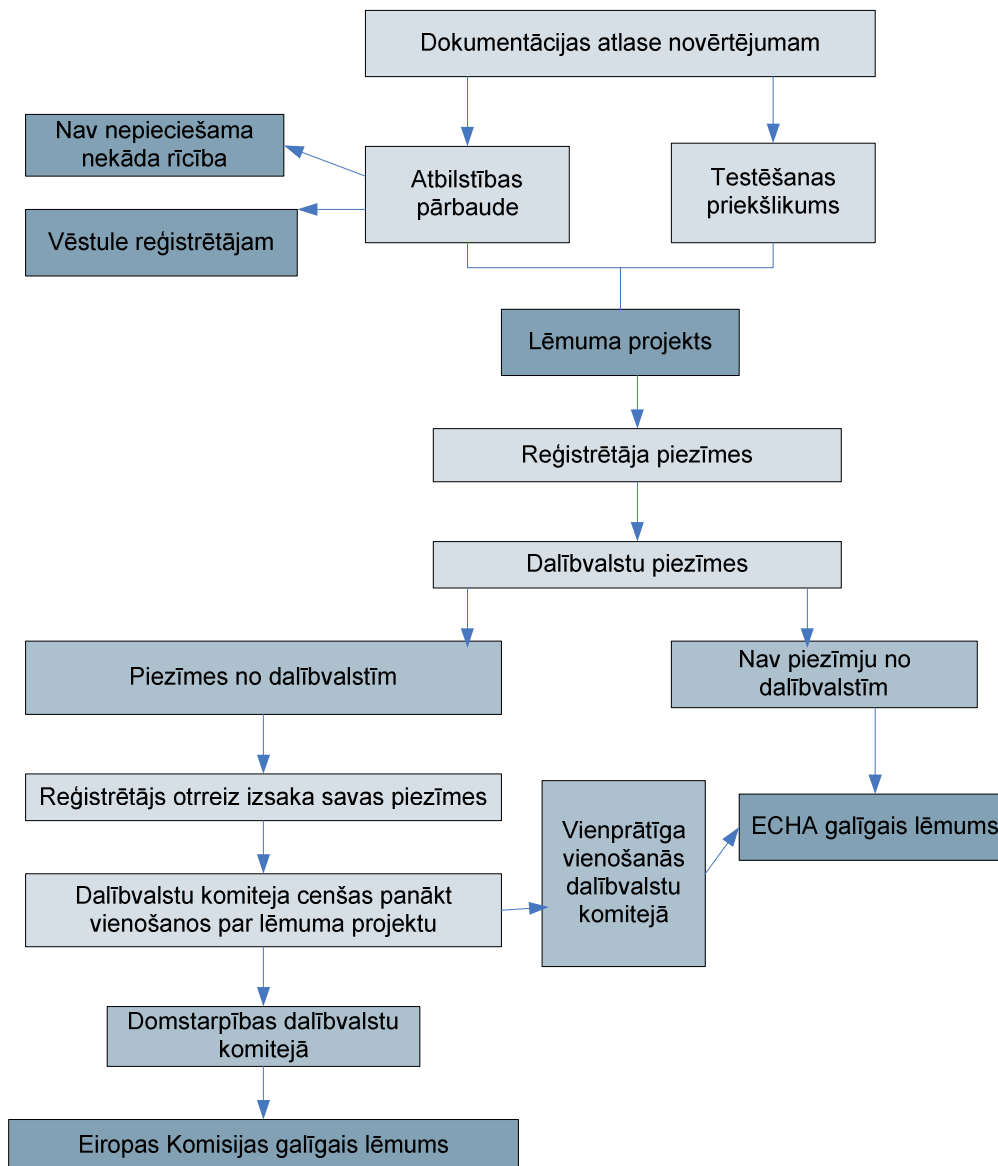 Dokumentācijas atlase novērtējumam
Nav nepieciešama
nekāda rīcība
Atbilstības
pārbaude
Testēšanas
priekšlikums
Vēstule reģistrētājam
Lēmuma projekts
Reģistrētāja piezīmes
Dalībvalstu piezīmes
Piezīmes no dalībvalstīm
Nav piezīmju no
dalībvalstīm
Reģistrētājs otrreiz izsaka savas piezīmes
Vienprātīga
vienošanās
dalībvalstu
komitejā
ECHA galīgais lēmums
Dalībvalstu komiteja cenšas panākt
vienošanos par lēmuma projektu
Domstarpības dalībvalstu
komitejā
Eiropas Komisijas galīgais lēmums